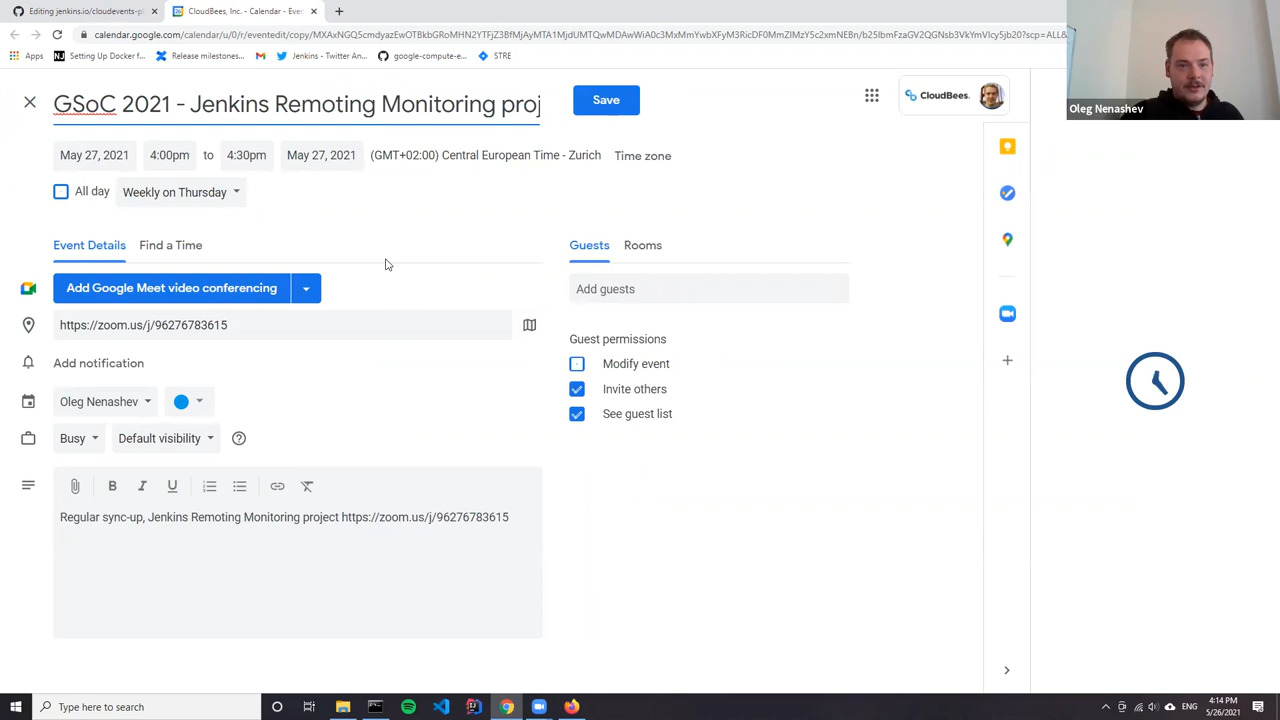 Editing jenkins.io/cloudevents-pl
CloudBees, Inc. - Calendar - Eve
calendar.google.com
Apps
Setting Up Docker f...
Release milestones...
Jenkins - Twitter An...
google-compute-e...
STRE
GSoC 2021 - Jenkins Remoting Monitoring proj
Save
CloudBees.
Oleg Nenashev
May 27, 2021 4:00pm to 4:30pm May 27, 2021 (GMT+02:00) Central European Time - Zurich Time zone
All day Weekly on Thursday
Event Details Find a Time
Guests Rooms
Add Google Meet video conferencing
Add guests
https://zoom.us/j/96276783615
Guest permissions
Add notification
Modify event
Invite others
Oleg Nenashev
See guest list
Busy Default visibility
B I U
Regular sync-up, Jenkins Remoting Monitoring project https://zoom.us/j/96276783615
Type here to search
ENG
4:14 PM
5/26/2021